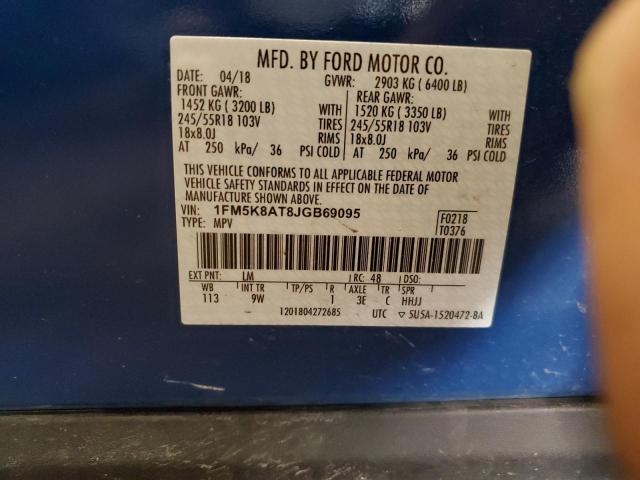 MFD. BY FORD MOTOR CO.
DATE: 04/18 GVWR: 2903 KG ( 6400 LB)
FRONT GAWR: REAR GAWR:
1452 KG ( 3200 LB) WITH 1520 KG ( 3350 LB) WITH
245/55R18 103V TIRES 245/55R18 103V TIRES
18x8.0J RIMS 18x8.0J RIMS
AT 250 kPa/ 36 PSI COLD AT 250 kPa/ 36 PSI COLD
THIS VEHICLE CONFORMS TO ALL APPLICABLE FEDERAL MOTOR
VEHICLE SAFETY STANDARDS IN EFFECT ON THE DATE OF
MANUFACTURE SHOWN ABOVE.
VIN: 1FM5K8AT8JGB69095 F0218
TYPE: MPV T0376
EXT PNT: LM RC: 48 DSO:
WB INT TR TP/PS R AXLE TR SPR
113 9W 1 3E C HHJJ
1201804272685 UTC ▽ 5U5A-1520472-8A